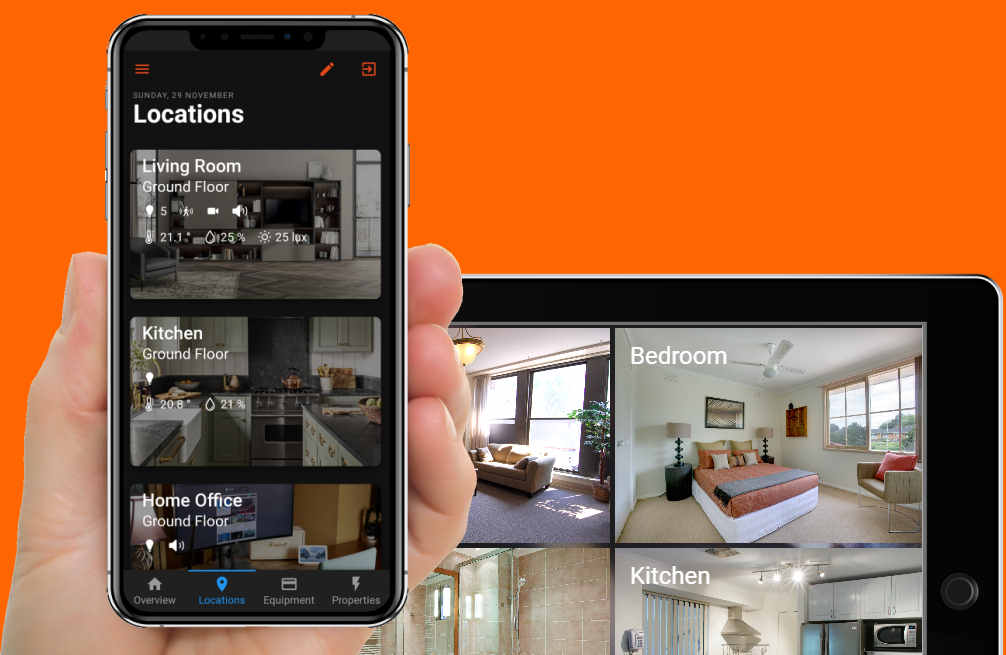 SUNDAY, 29 NOVEMBER
Locations
Living Room
Ground Floor
5
21.1° 25 % 25 lux
Kitchen
Ground Floor
20.8° 21 %
Home Office
Ground Floor
Overview Locations Equipment Properties
Bedroom
Kitchen